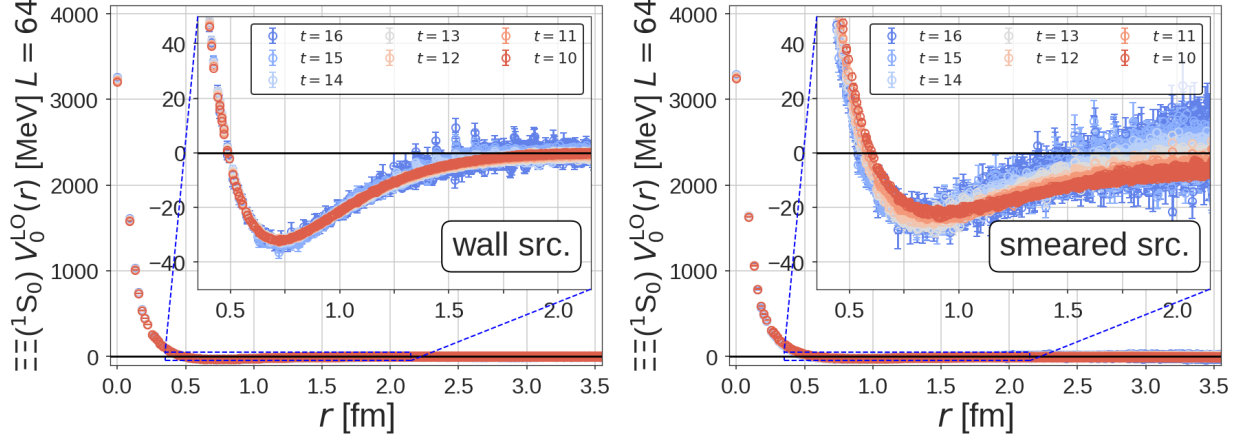 ΞΞ(¹S₀) V₀ᴸᴼ(r) [MeV] L = 64
4000
3000
2000
1000
0
40
20
0
−20
−40
t = 16
t = 15
t = 14
t = 13
t = 12
t = 11
t = 10
wall src.
0.5
1.0
1.5
2.0
0.0
0.5
1.0
1.5
2.0
2.5
3.0
3.5
r [fm]
ΞΞ(¹S₀) V₀ᴸᴼ(r) [MeV] L = 64
4000
3000
2000
1000
0
40
20
0
−20
−40
t = 16
t = 15
t = 14
t = 13
t = 12
t = 11
t = 10
smeared src.
0.5
1.0
1.5
2.0
0.0
0.5
1.0
1.5
2.0
2.5
3.0
3.5
r [fm]